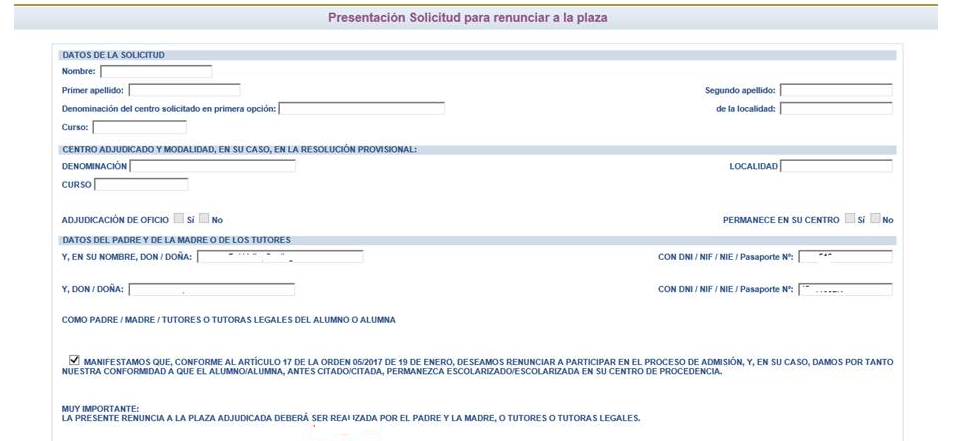 Presentación Solicitud para renunciar a la plaza
DATOS DE LA SOLICITUD
Nombre:
Primer apellido: Segundo apellido:
Denominación del centro solicitado en primera opción: de la localidad:
Curso:
CENTRO ADJUDICADO Y MODALIDAD, EN SU CASO, EN LA RESOLUCIÓN PROVISIONAL:
DENOMINACIÓN LOCALIDAD
CURSO
ADJUDICACIÓN DE OFICIO Sí No PERMANECE EN SU CENTRO Sí No
DATOS DEL PADRE Y DE LA MADRE O DE LOS TUTORES
Y, EN SU NOMBRE, DON / DOÑA: CON DNI / NIF / NIE / Pasaporte Nº:
Y, DON / DOÑA: CON DNI / NIF / NIE / Pasaporte Nº:
COMO PADRE / MADRE / TUTORES O TUTORAS LEGALES DEL ALUMNO O ALUMNA
MANIFESTAMOS QUE, CONFORME AL ARTÍCULO 17 DE LA ORDEN 05/2017 DE 19 DE ENERO, DESEAMOS RENUNCIAR A PARTICIPAR EN EL PROCESO DE ADMISIÓN, Y, EN SU CASO, DAMOS POR TANTO
NUESTRA CONFORMIDAD A QUE EL ALUMNO/ALUMNA, ANTES CITADO/CITADA, PERMANEZCA ESCOLARIZADO/ESCOLARIZADA EN SU CENTRO DE PROCEDENCIA.
MUY IMPORTANTE:
LA PRESENTE RENUNCIA A LA PLAZA ADJUDICADA DEBERÁ SER REALIZADA POR EL PADRE Y LA MADRE, O TUTORES O TUTORAS LEGALES.